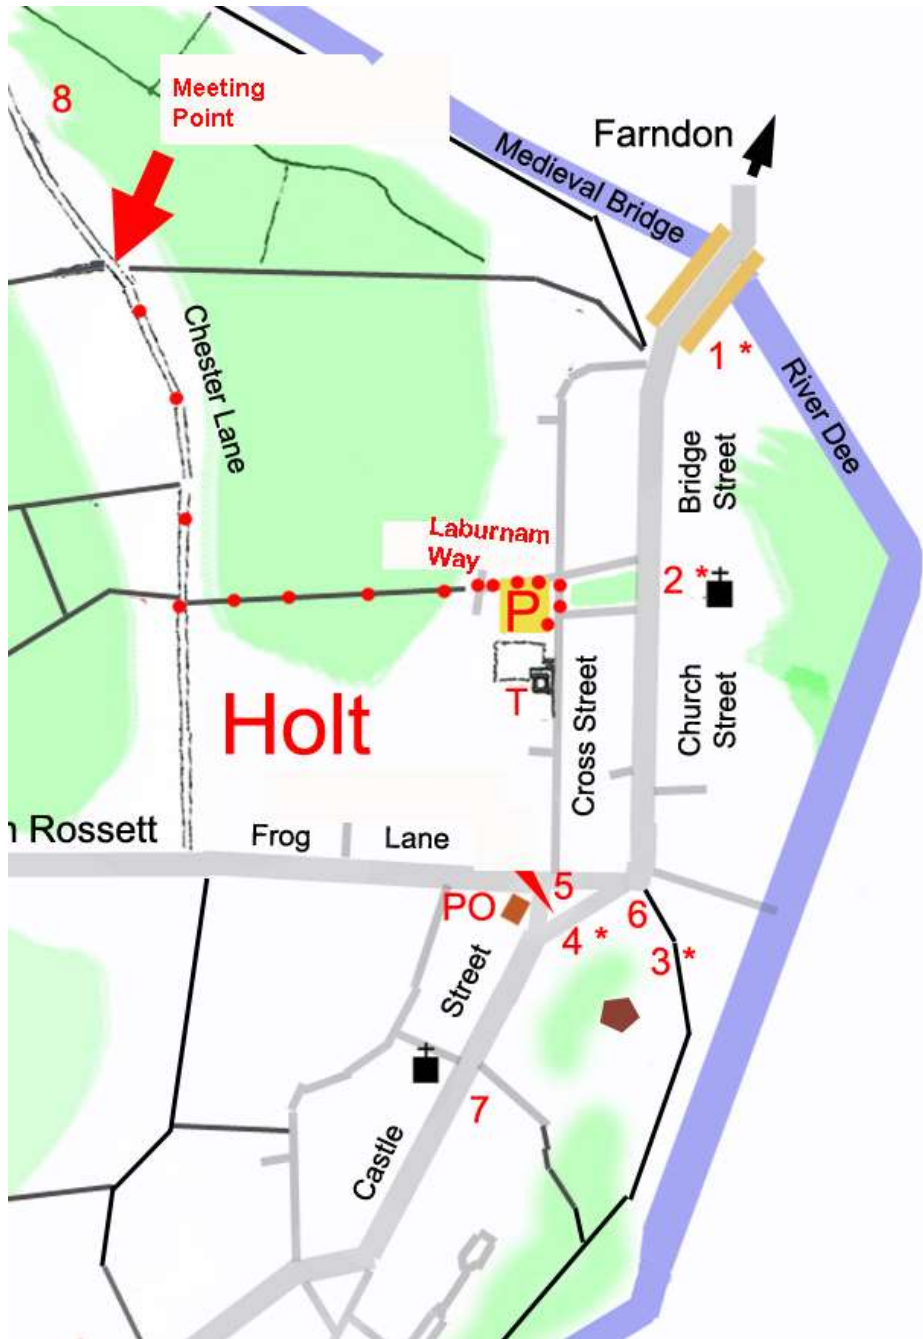 8
Meeting
Point
Farndon
Medieval Bridge
1 *
River Dee
Chester Lane
Bridge
Street
Laburnam
Way
P
2 *
T
Holt
Cross Street
Church
Street
n Rossett
Frog
Lane
5
PO
6
4 *
3 *
Street
7
Castle